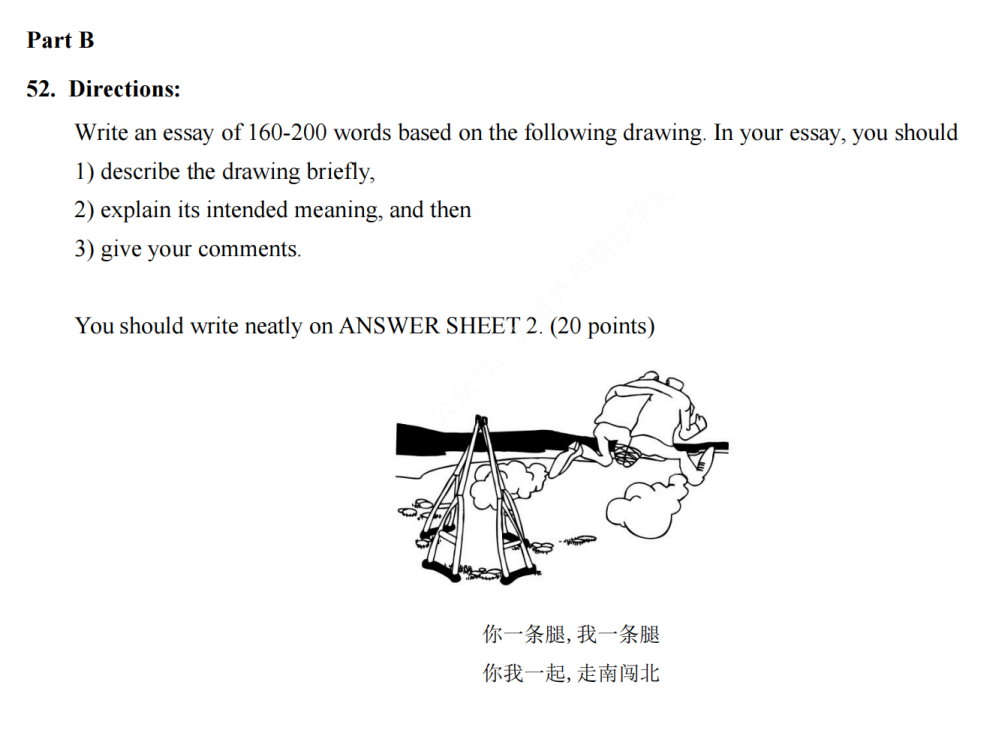 Part B
52. Directions:
Write an essay of 160-200 words based on the following drawing. In your essay, you should
1) describe the drawing briefly,
2) explain its intended meaning, and then
3) give your comments.
You should write neatly on ANSWER SHEET 2. (20 points)
你一条腿, 我一条腿
你我一起, 走南闯北